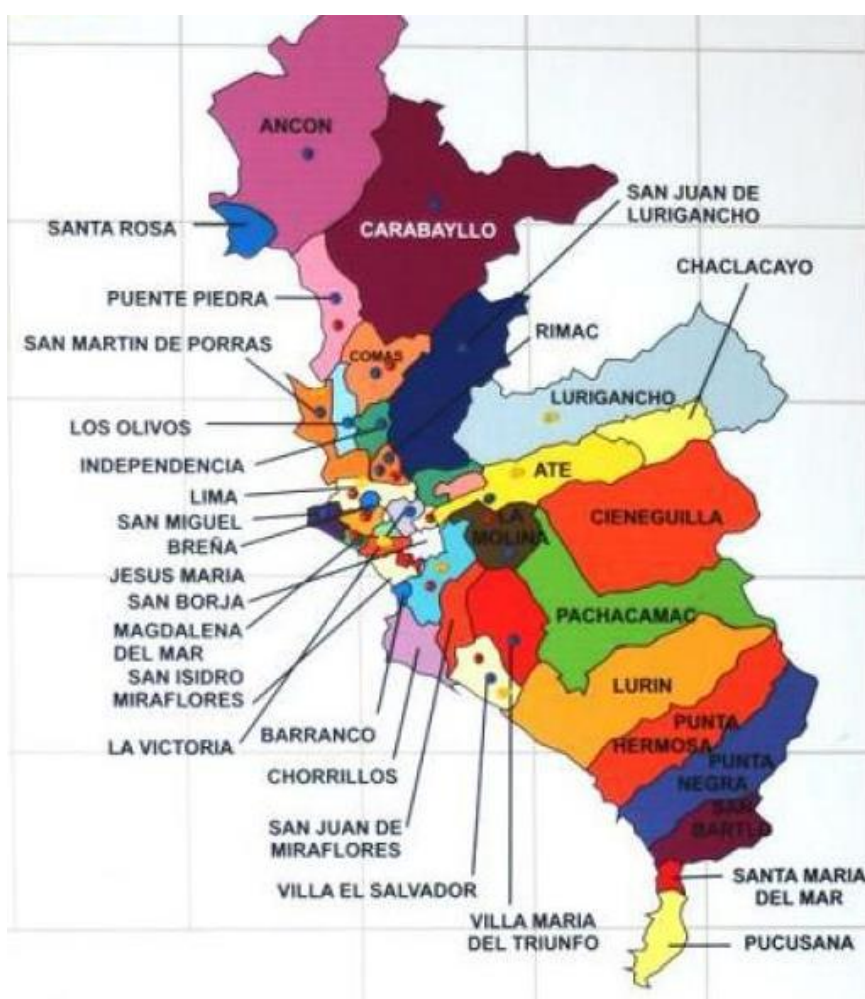 ANCON
SANTA ROSA
CARABAYLLO
SAN JUAN DE
LURIGANCHO
CHACLACAYO
PUENTE PIEDRA
RIMAC
SAN MARTIN DE PORRAS
COMAS
LURIGANCHO
LOS OLIVOS
INDEPENDENCIA
ATE
LIMA
SAN MIGUEL
LA
MOLINA
CIENEGUILLA
BREÑA
JESUS MARIA
SAN BORJA
PACHACAMAC
MAGDALENA
DEL MAR
SAN ISIDRO
MIRAFLORES
LURIN
LA VICTORIA
BARRANCO
PUNTA
HERMOSA
CHORRILLOS
PUNTA
NEGRA
SAN
BARTLO
SAN JUAN DE
MIRAFLORES
VILLA EL SALVADOR
SANTA MARIA
DEL MAR
VILLA MARIA
DEL TRIUNFO
PUCUSANA